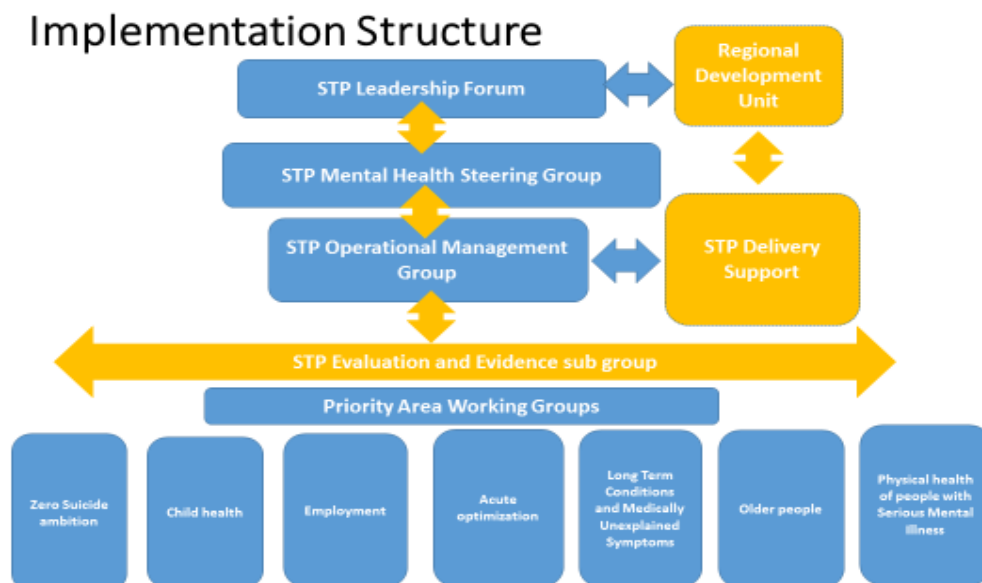 Implementation Structure
STP Leadership Forum
Regional
Development
Unit
STP Mental Health Steering Group
STP Operational Management
Group
STP Delivery
Support
STP Evaluation and Evidence sub group
Priority Area Working Groups
Zero Suicide
ambition
Child health
Employment
Acute
optimization
Long Term
Conditions
and Medically
Unexplained
Symptoms
Older people
Physical health
of people with
Serious Mental
Illness